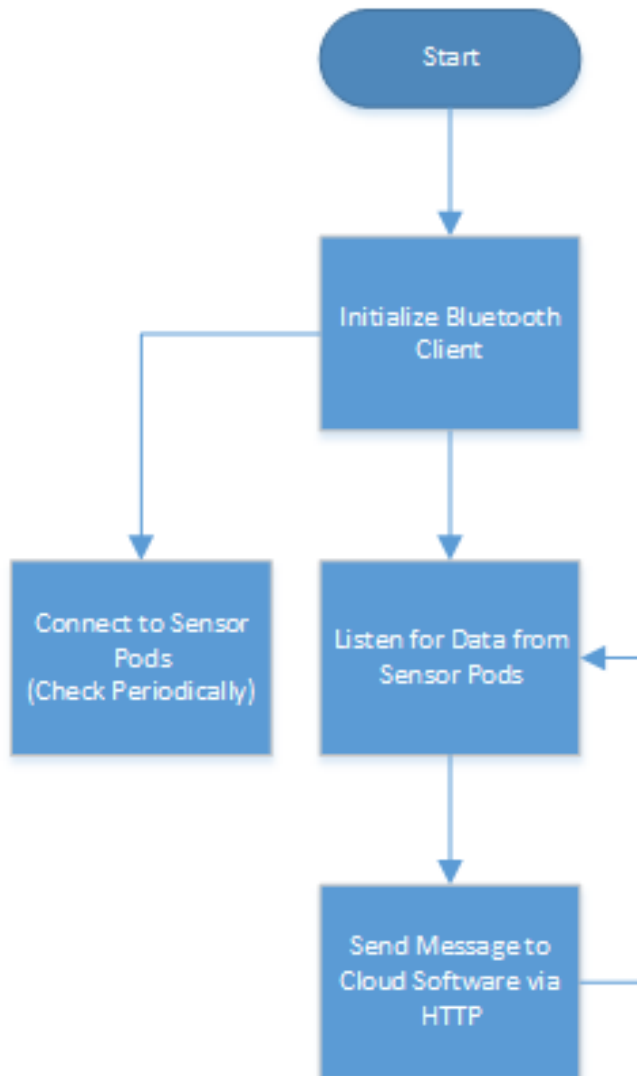 Start
Initialize Bluetooth
Client
Connect to Sensor
Pods
(Check Periodically)
Listen for Data from
Sensor Pods
Send Message to
Cloud Software via
HTTP